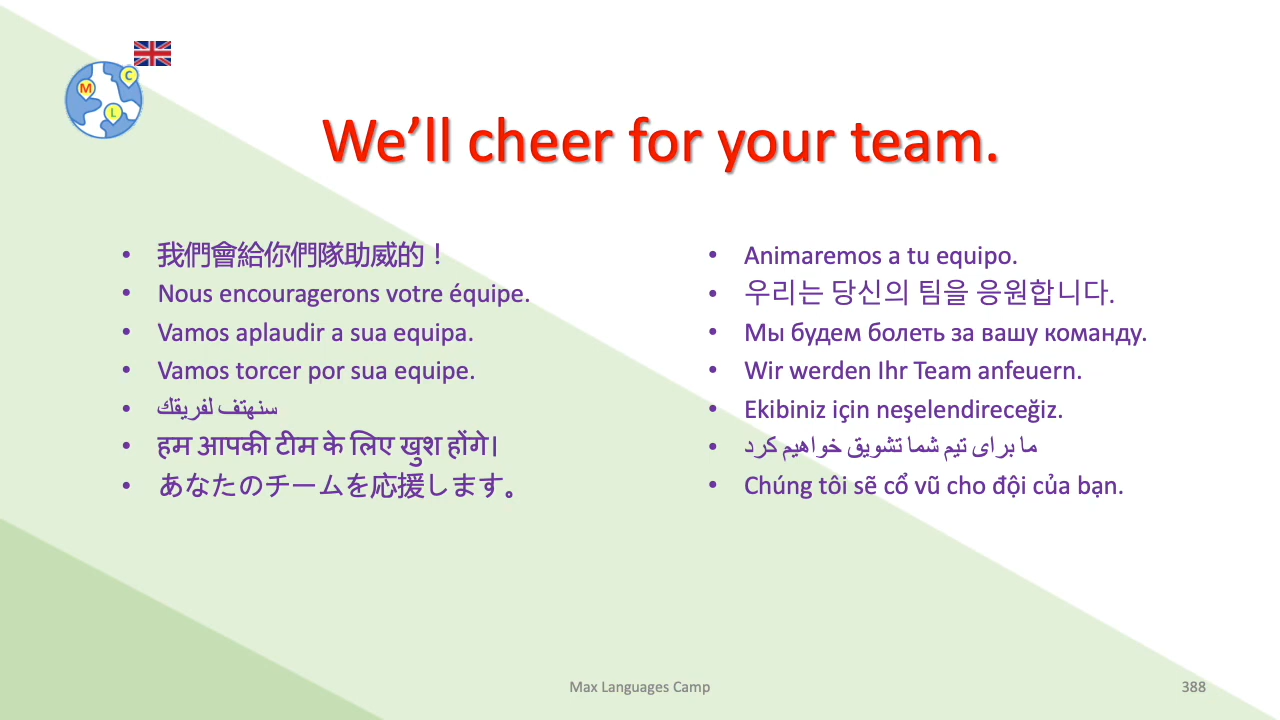 M
C
L
We’ll cheer for your team.
• 我們會給你們隊助威的！
• Nous encouragerons votre équipe.
• Vamos aplaudir a sua equipa.
• Vamos torcer por sua equipe.
• سنهتف لفريقك
• हम आपकी टीम के लिए खुश होंगे।
• あなたのチームを応援します。
• Animaremos a tu equipo.
• 우리는 당신의 팀을 응원합니다.
• Мы будем болеть за вашу команду.
• Wir werden Ihr Team anfeuern.
• Ekibiniz için neşelendireceğiz.
• ما برای تیم شما تشویق خواهیم کرد
• Chúng tôi sẽ cổ vũ cho đội của bạn.
Max Languages Camp
388